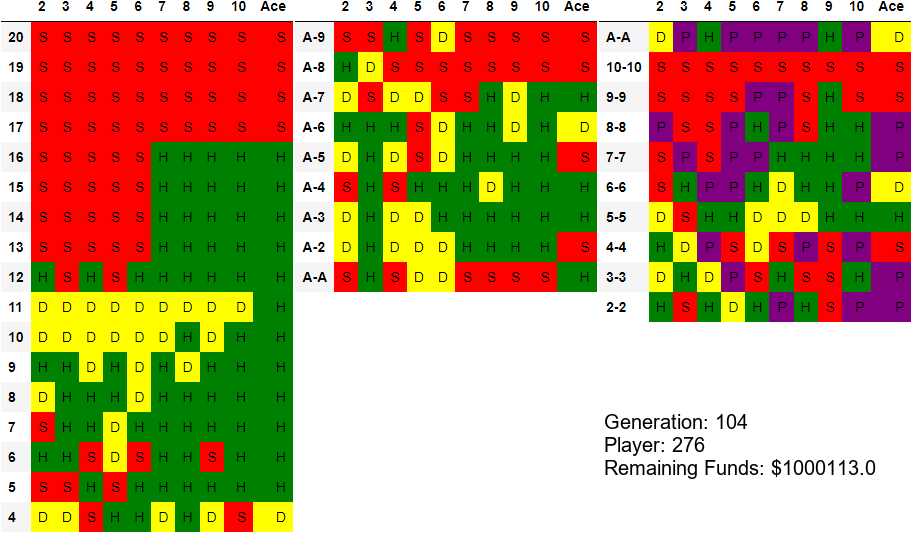 2 3 4 5 6 7 8 9 10 Ace
20 S S S S S S S S S S
19 S S S S S S S S S S
18 S S S S S S S S S S
17 S S S S S S S S S S
16 S S S S S H H H H H
15 S S S S S H H H H H
14 S S S S S H H H H H
13 S S S S S H H H H H
12 H S H S H H H H H H
11 D D D D D D D D D H
10 D D D D D D H D H H
9 H H D H D H D H H H
8 D H H H D H H H H H
7 S H H D H H H H H H
6 H H S D S H H S H H
5 S S H S H H H H H H
4 D D S H H D H D S D
2 3 4 5 6 7 8 9 10 Ace
A-9 S S H S D S S S S S
A-8 H D S S S S S S S S
A-7 D S D D S S H D H H
A-6 H H H S D H H D H D
A-5 D H D S D H H H H S
A-4 S H S H H H D H H H
A-3 D H D D H H H H H H
A-2 D H D D D H H H H S
A-A S H S D D S S S S H
2 3 4 5 6 7 8 9 10 Ace
A-A D P H P P P P H P D
10-10 S S S S S S S S S S
9-9 S S S S P P S H S S
8-8 P S S P H P S H H P
7-7 S P S P P H H H H P
6-6 S H P P H D H H P D
5-5 D S H H D D D H H H
4-4 H D P S D S P S P S
3-3 D H D P S H S S H P
2-2 H S H D H P H S P P
Generation: 104
Player: 276
Remaining Funds: $1000113.0